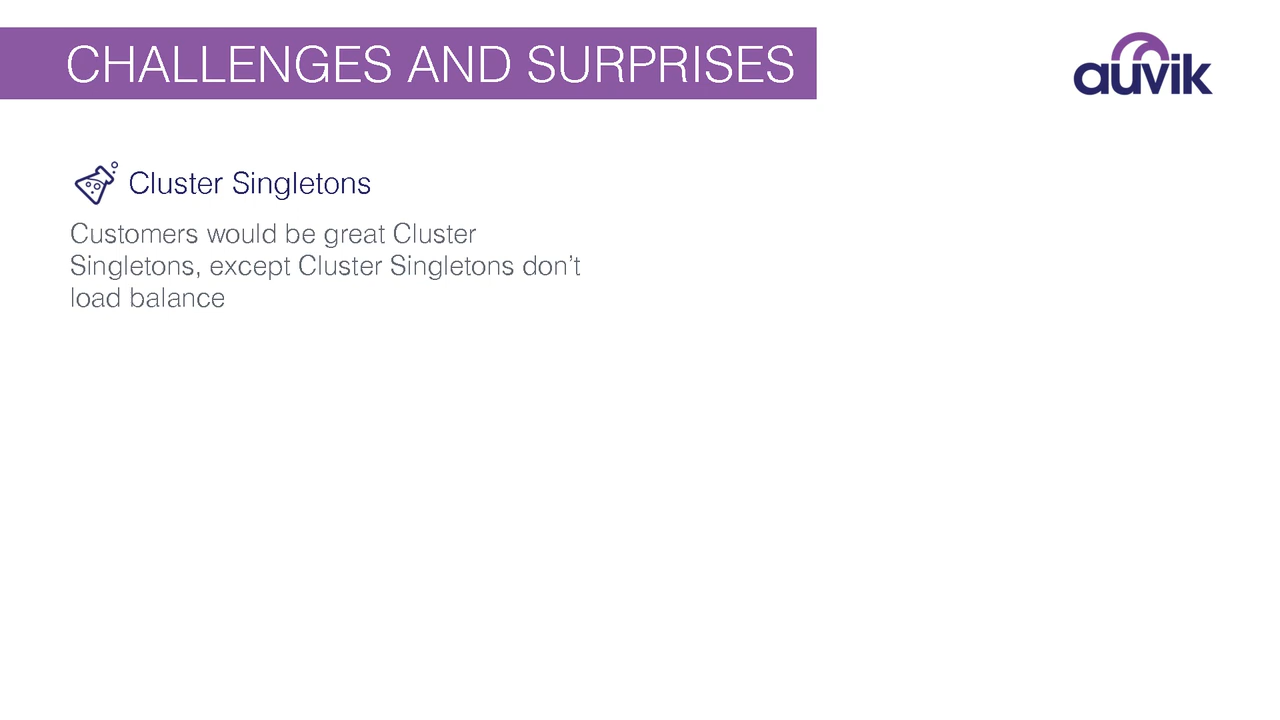 CHALLENGES AND SURPRISES
auvik
Cluster Singletons
Customers would be great Cluster
Singletons, except Cluster Singletons don’t
load balance